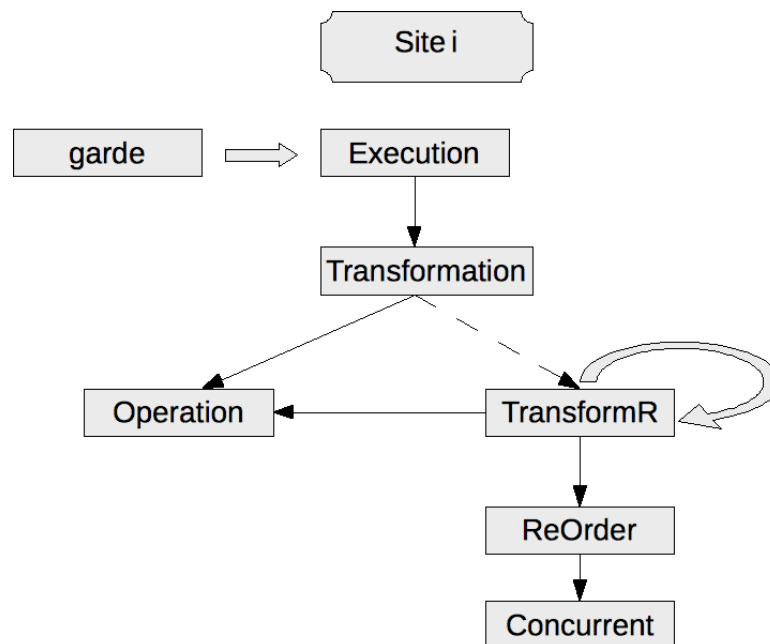 Site i
garde
Execution
Transformation
Operation
TransformR
ReOrder
Concurrent